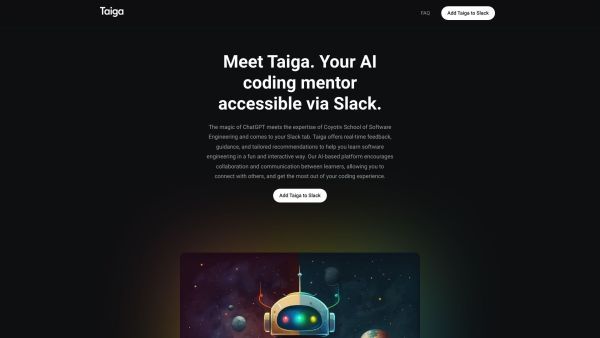 Taiga
FAQ
Add Taiga to Slack
Meet Taiga. Your AI
coding mentor
accessible via Slack.
The magic of ChatGPT meets the expertise of Coyotiv School of Software
Engineering and comes to your Slack tab. Taiga offers real-time feedback,
guidance, and tailored recommendations to help you learn software
engineering in a fun and interactive way. Our AI-based platform encourages
collaboration and communication between learners, allowing you to
connect with others, and get the most out of your coding experience.
Add Taiga to Slack